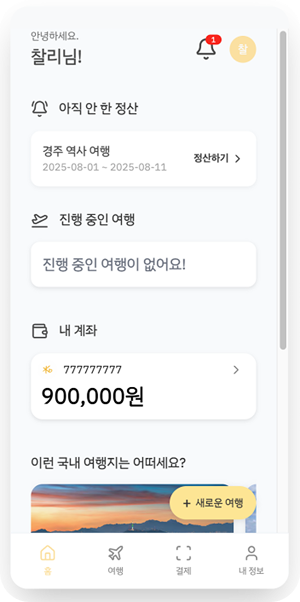 안녕하세요.
찰리님!
1
찰
아직 안 한 정산
경주 역사 여행
2025-08-01 ~ 2025-08-11
정산하기
진행 중인 여행
진행 중인 여행이 없어요!
내 계좌
777777777
900,000원
이런 국내 여행지는 어떠세요?
+ 새로운 여행
홈
여행
결제
내 정보